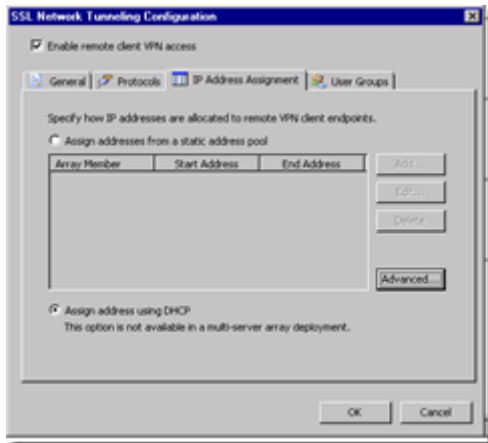 SSL Network Tunneling Configuration
Enable remote client VPN access
General Protocols IP Address Assignment User Groups
Specify how IP addresses are allocated to remote VPN client endpoints.
Assign addresses from a static address pool
Array Member Start Address End Address
Add...
Edit...
Delete
Advanced...
Assign address using DHCP
This option is not available in a multi-server array deployment.
OK Cancel